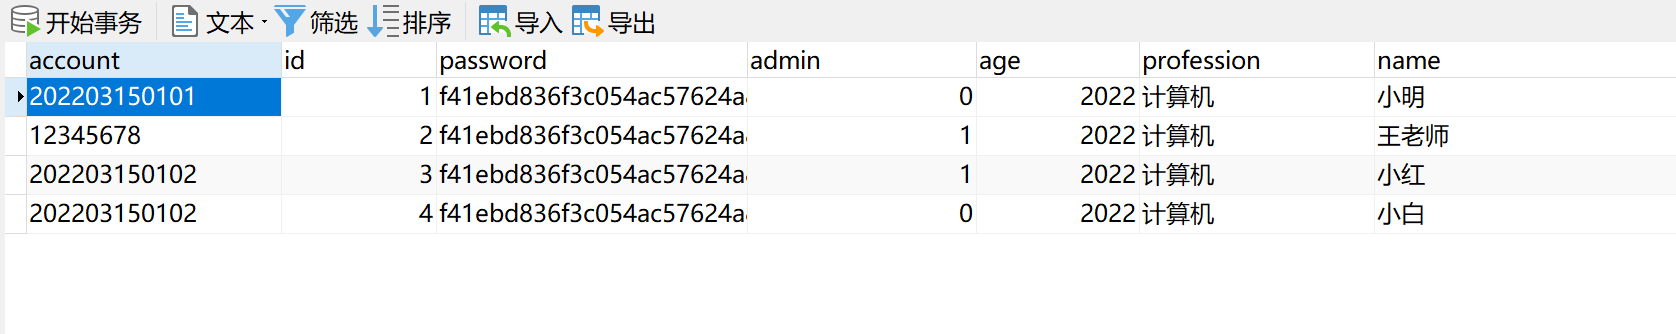 开始事务 文本 筛选 排序 导入 导出
account id password admin age profession name
202203150101 1 f41ebd836f3c054ac57624a 0 2022 计算机 小明
12345678 2 f41ebd836f3c054ac57624a 1 2022 计算机 王老师
202203150102 3 f41ebd836f3c054ac57624a 1 2022 计算机 小红
202203150102 4 f41ebd836f3c054ac57624a 0 2022 计算机 小白